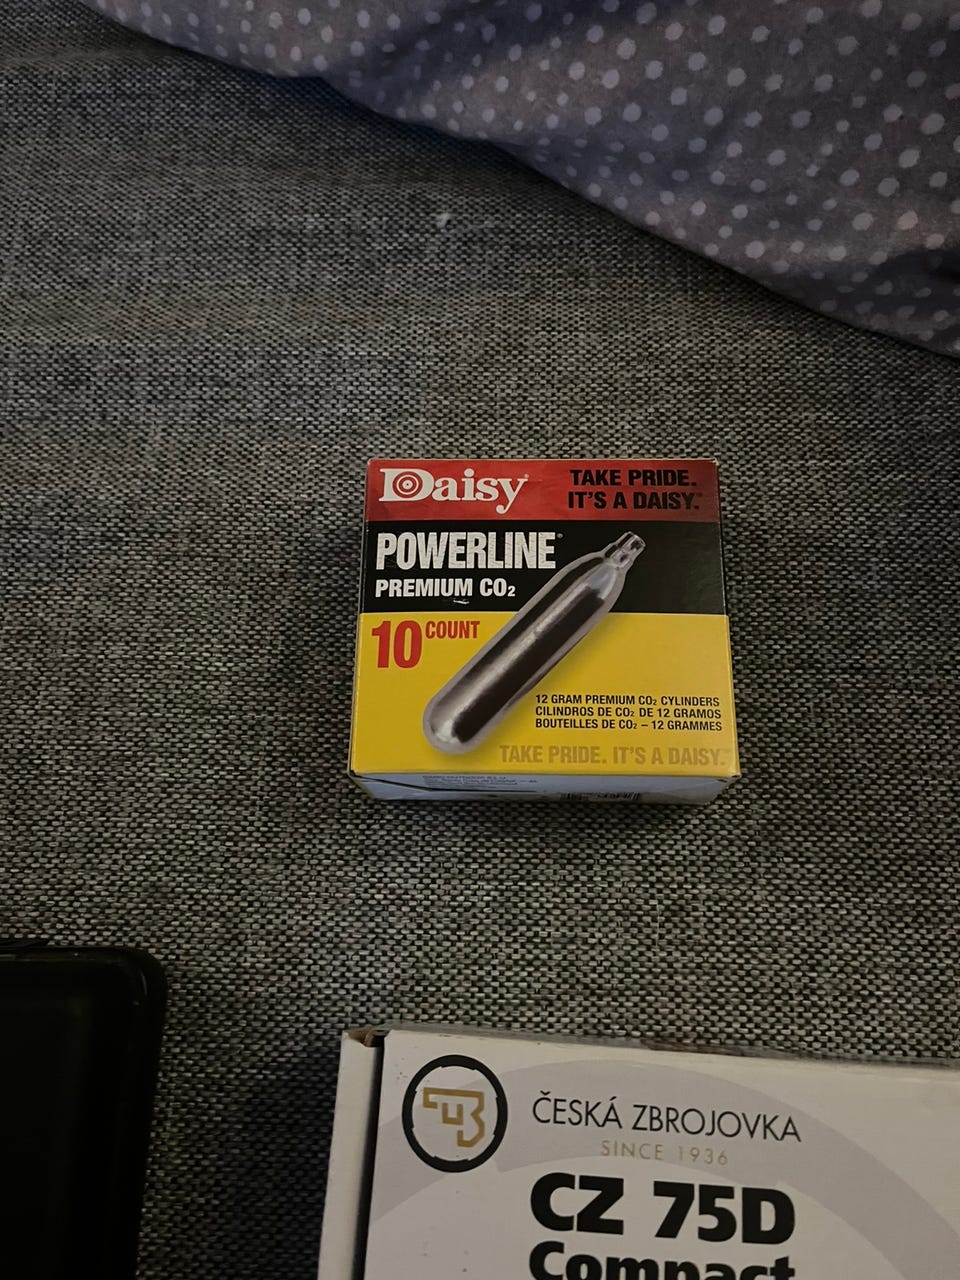 Daisy
TAKE PRIDE.
IT'S A DAISY.
POWERLINE
PREMIUM CO₂
10 COUNT
12 GRAM PREMIUM CO₂ CYLINDERS
CILINDROS DE CO₂ DE 12 GRAMOS
BOUTEILLES DE CO₂ – 12 GRAMMES
TAKE PRIDE. IT'S A DAISY.
ČESKÁ ZBROJOVKA
SINCE 1936
CZ 75D
Compact